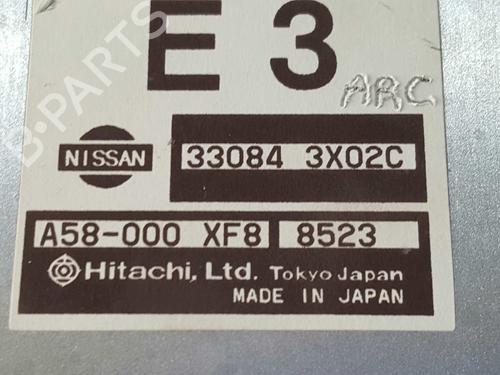 E 3
ARC
NISSAN
33084 3X02C
A58-000 XF8 8523
Hitachi, Ltd. Tokyo Japan
MADE IN JAPAN
B-PARTS